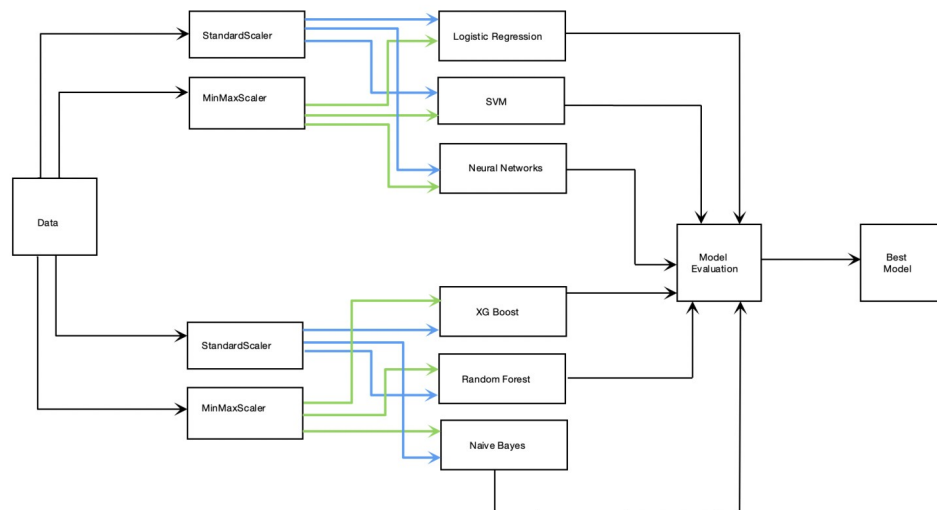 StandardScaler
Logistic Regression
MinMaxScaler
SVM
Neural Networks
Data
Model
Evaluation
Best
Model
XG Boost
StandardScaler
Random Forest
MinMaxScaler
Naive Bayes